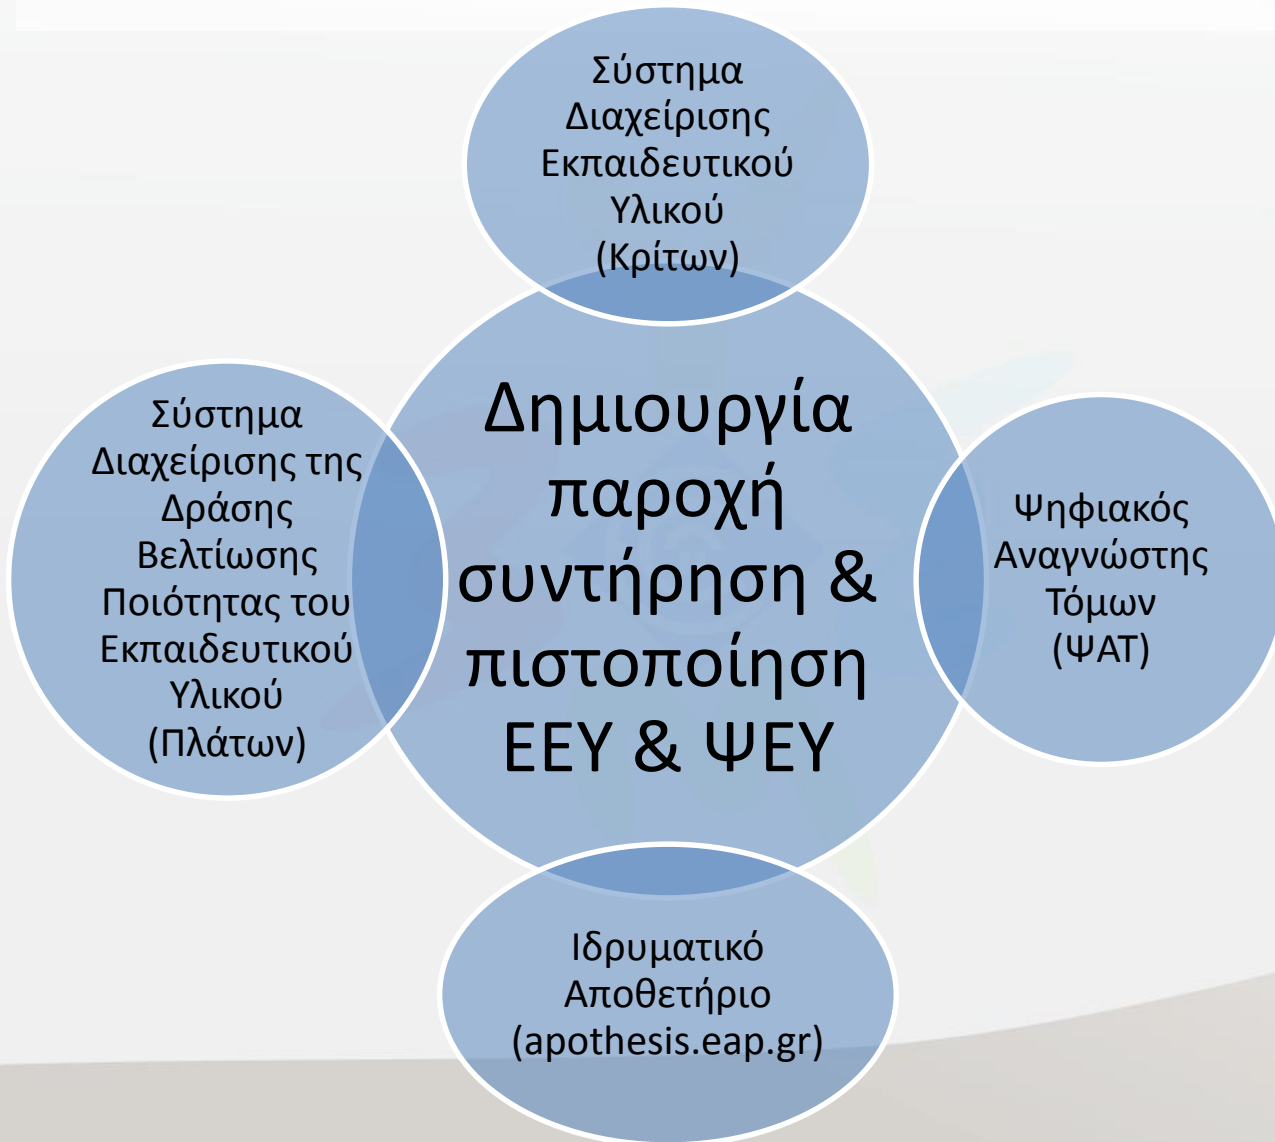 Σύστημα
Διαχείρισης
Εκπαιδευτικού
Υλικού
(Κρίτων)
Σύστημα
Διαχείρισης της
Δράσης
Βελτίωσης
Ποιότητας του
Εκπαιδευτικού
Υλικού
(Πλάτων)
Δημιουργία
παροχή
συντήρηση &
πιστοποίηση
ΕΕΥ & ΨΕΥ
Ψηφιακός
Αναγνώστης
Τόμων
(ΨΑΤ)
Ιδρυματικό
Αποθετήριο
(apothesis.eap.gr)